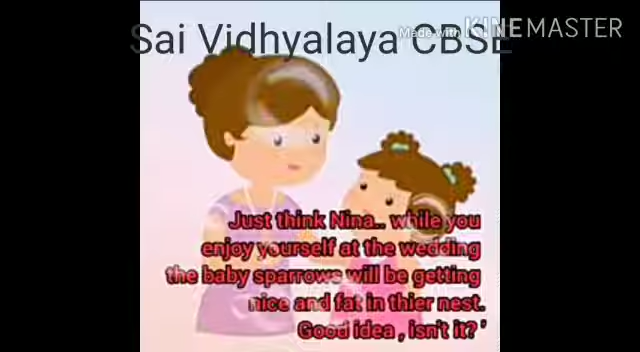 Sai Vidhyalaya CBSE
Made with KINEMASTER
Just think Nina.. while you
enjoy yourself at the wedding
the baby sparrows will be getting
nice and fat in thier nest.
Good idea , isn't it? '